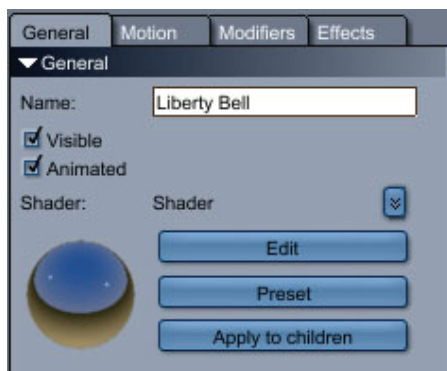 General Motion Modifiers Effects
General
Name: Liberty Bell
Visible
Animated
Shader: Shader
Edit
Preset
Apply to children